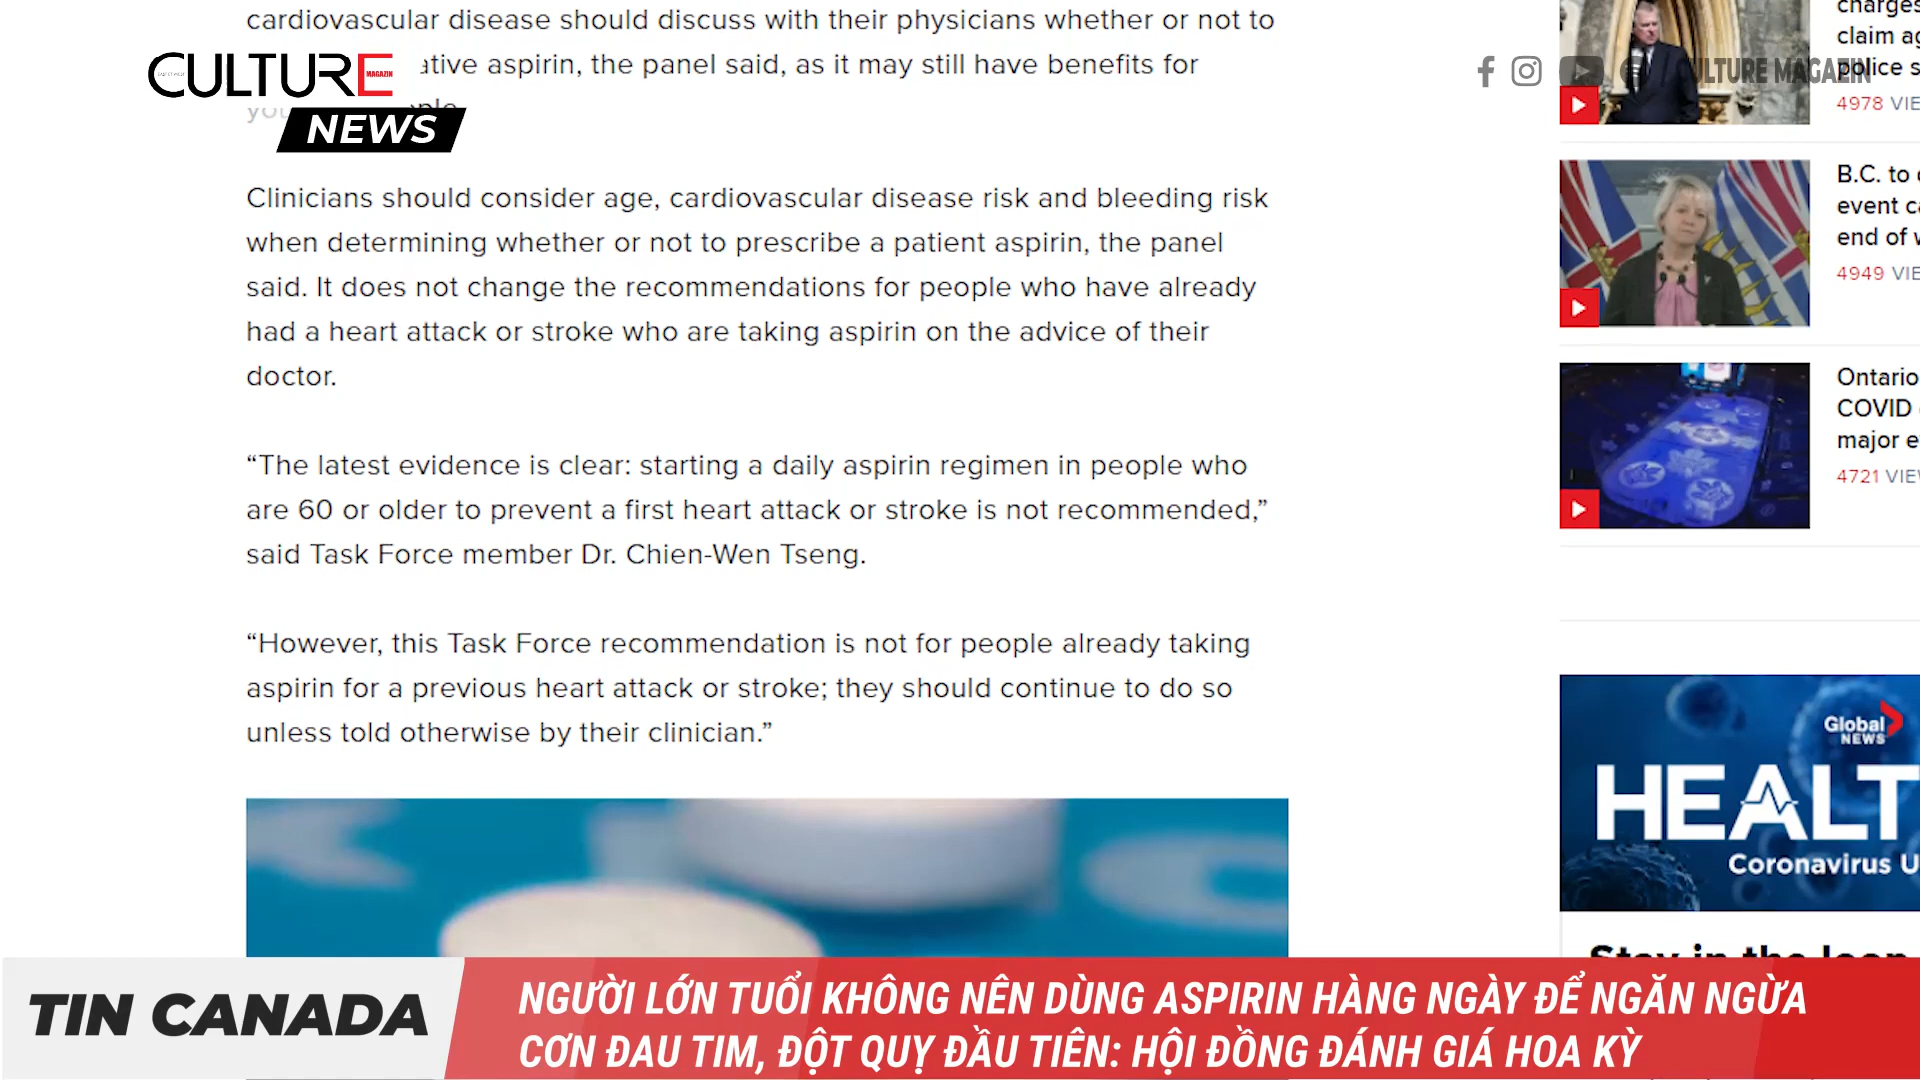 cardiovascular disease should discuss with their physicians whether or not to
CULTURE
MAGAZIN
aspirin, the panel said, as it may still have benefits for
NEWS
Clinicians should consider age, cardiovascular disease risk and bleeding risk
when determining whether or not to prescribe a patient aspirin, the panel
said. It does not change the recommendations for people who have already
had a heart attack or stroke who are taking aspirin on the advice of their
doctor.
“The latest evidence is clear: starting a daily aspirin regimen in people who
are 60 or older to prevent a first heart attack or stroke is not recommended,”
said Task Force member Dr. Chien-Wen Tseng.
“However, this Task Force recommendation is not for people already taking
aspirin for a previous heart attack or stroke; they should continue to do so
unless told otherwise by their clinician.”
charges
claim
police
CULTURE MAGAZIN
4978
B.C. to
event
end of
4949
Ontario
COVID
major
4721
Global
NEWS
HEALT
Coronavirus U
Stay in the loop
TIN CANADA
NGƯỜI LỚN TUỔI KHÔNG NÊN DÙNG ASPIRIN HÀNG NGÀY ĐỂ NGĂN NGỪA
CƠN ĐAU TIM, ĐỘT QUỴ ĐẦU TIÊN: HỘI ĐỒNG ĐÁNH GIÁ HOA KỲ